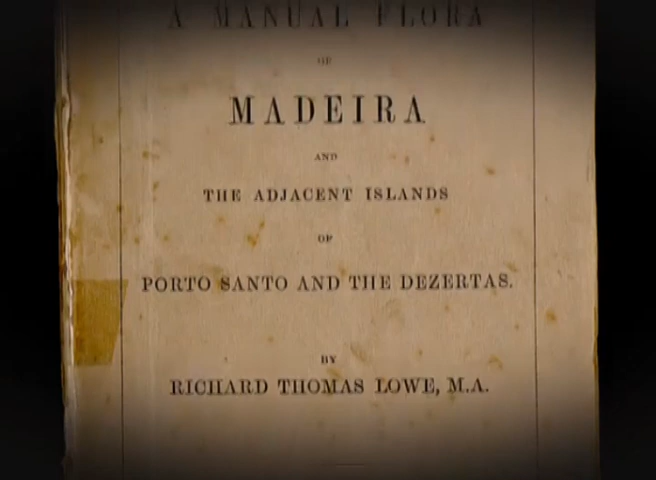 A MANUAL FLORA
OF
MADEIRA
AND
THE ADJACENT ISLANDS
OF
PORTO SANTO AND THE DEZERTAS.
BY
RICHARD THOMAS LOWE, M.A.